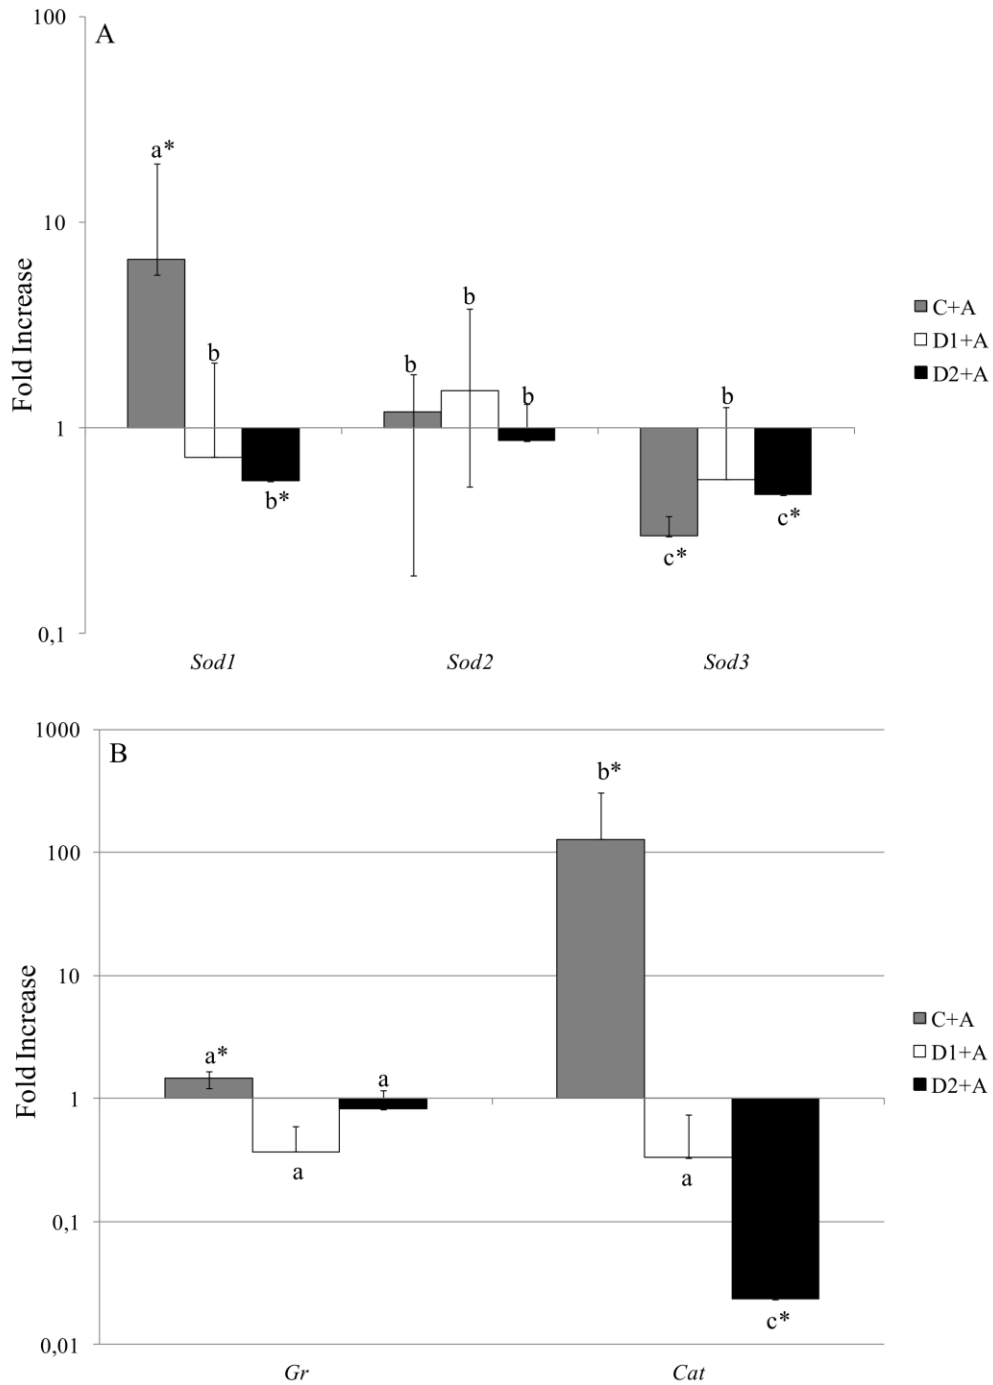 100
A
a*
10
b
b
b
b
b
Fold Increase
C+A
D1+A
D2+A
1
b*
c*
c*
0,1
Sod1 Sod2 Sod3
1000
B
b*
100
10
Fold Increase
C+A
D1+A
D2+A
a*
a
1
a
a
0,1
c*
0,01
Gr Cat